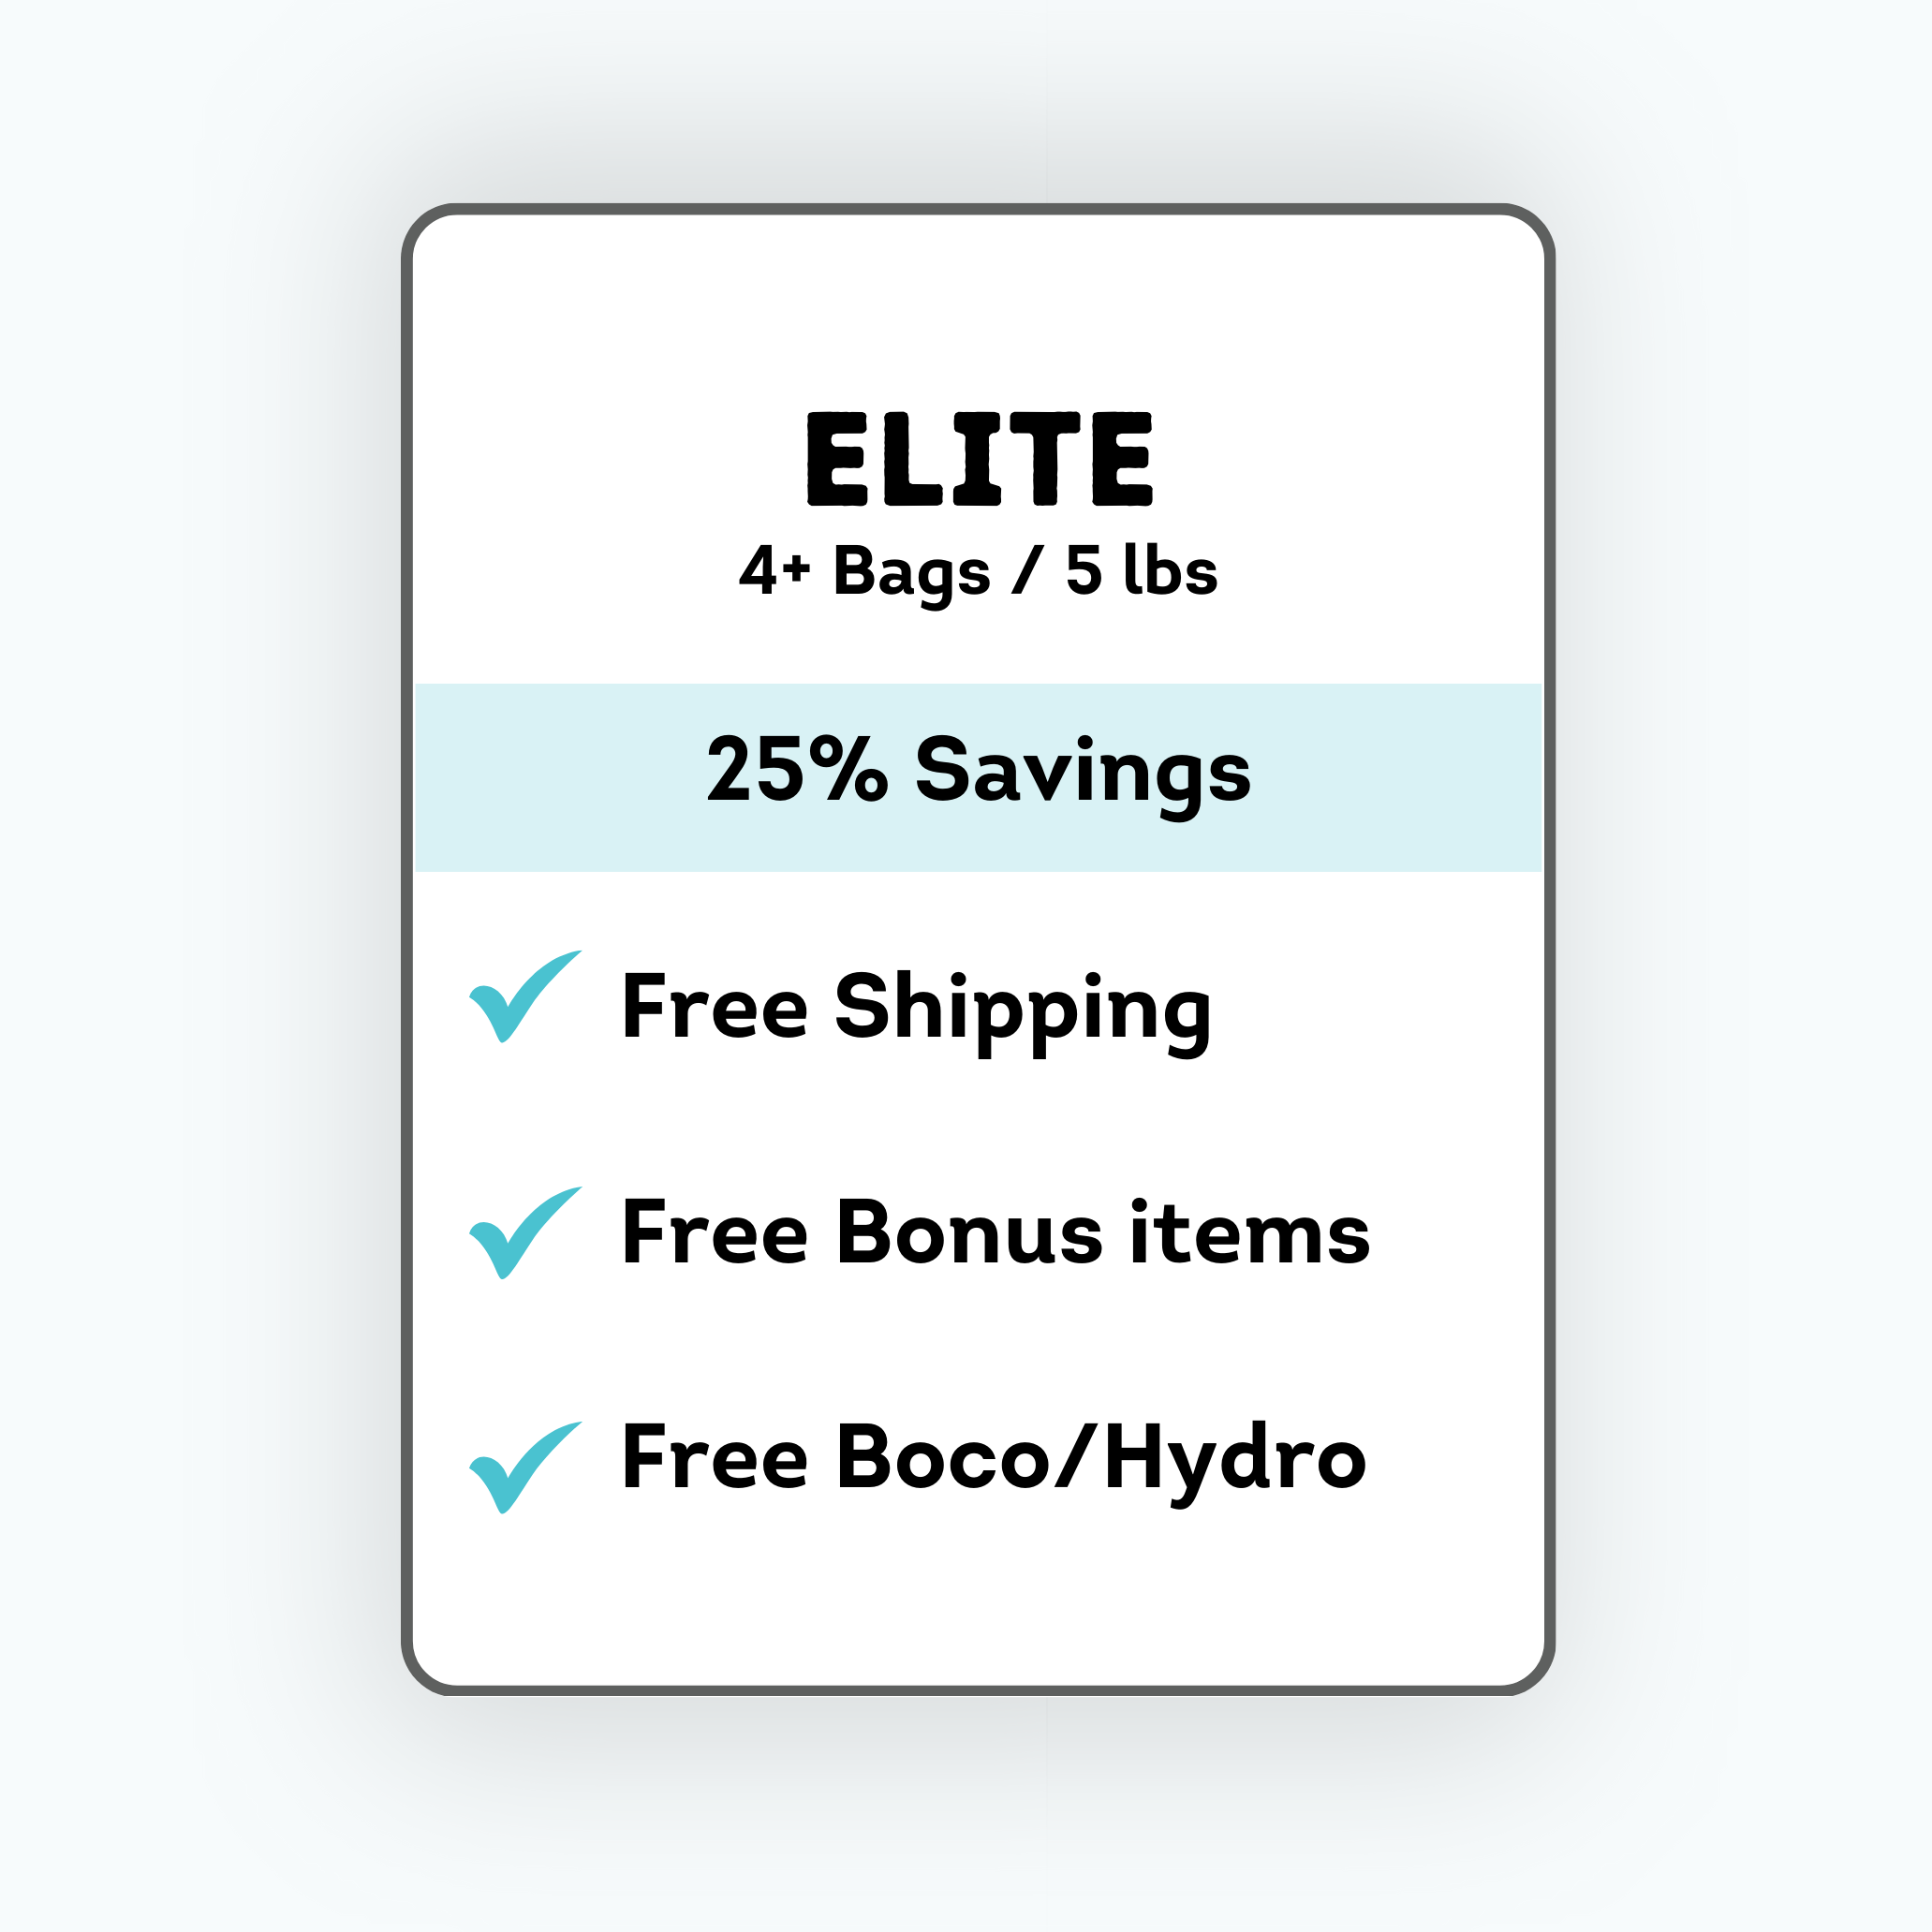 ELITE
4+ Bags / 5 lbs
25% Savings
Free Shipping
Free Bonus items
Free Boco/Hydro